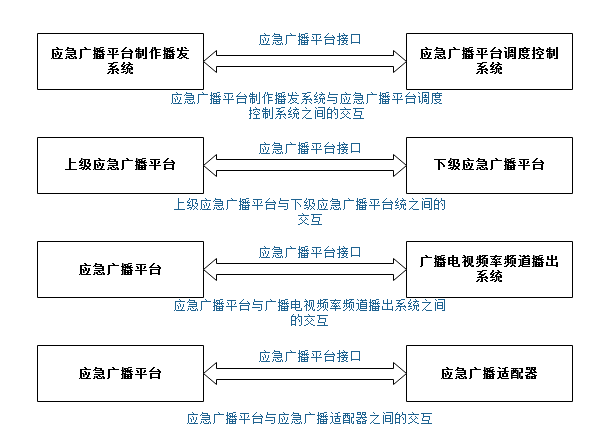 应急广播平台接口
应急广播平台制作播发
系统
应急广播平台调度控制
系统
应急广播平台制作播发系统与应急广播平台调度
控制系统之间的交互
应急广播平台接口
上级应急广播平台
下级应急广播平台
上级应急广播平台与下级应急广播平台统之间的
交互
应急广播平台接口
应急广播平台
广播电视频率频道播出
系统
应急广播平台与广播电视频率频道播出系统之间
的交互
应急广播平台接口
应急广播平台
应急广播适配器
应急广播平台与应急广播适配器之间的交互